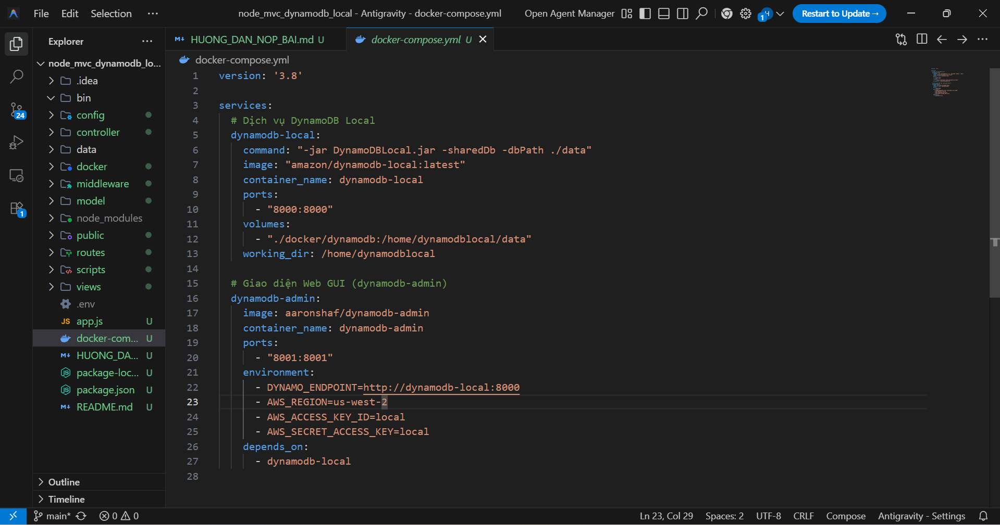 File Edit Selection ···
node_mvc_dynamodb_local - Antigravity - docker-compose.yml
Open Agent Manager
1
Restart to Update →
Explorer ···
node_mvc_dynamodb_lo...
.idea
bin
config
controller
data
docker
middleware
model
node_modules
public
routes
scripts
views
.env
JS app.js U
docker-com... U
M↓ HUONG_DA... U
package-loc... U
package.json U
M↓ README.md U
Outline
Timeline
24
1
M↓ HUONG_DAN_NOP_BAI.md U
docker-compose.yml U
docker-compose.yml
1 version: '3.8'
2
3 services:
4 # Dịch vụ DynamoDB Local
5 dynamodb-local:
6 command: "-jar DynamoDBLocal.jar -sharedDb -dbPath ./data"
7 image: "amazon/dynamodb-local:latest"
8 container_name: dynamodb-local
9 ports:
10 - "8000:8000"
11 volumes:
12 - "./docker/dynamodb:/home/dynamodblocal/data"
13 working_dir: /home/dynamodblocal
14
15 # Giao diện Web GUI (dynamodb-admin)
16 dynamodb-admin:
17 image: aaronshaf/dynamodb-admin
18 container_name: dynamodb-admin
19 ports:
20 - "8001:8001"
21 environment:
22 - DYNAMO_ENDPOINT=http://dynamodb-local:8000
23 - AWS_REGION=us-west-2
24 - AWS_ACCESS_KEY_ID=local
25 - AWS_SECRET_ACCESS_KEY=local
26 depends_on:
27 - dynamodb-local
28
main* 0 0
Ln 23, Col 29 Spaces: 2 UTF-8 CRLF Compose Antigravity - Settings